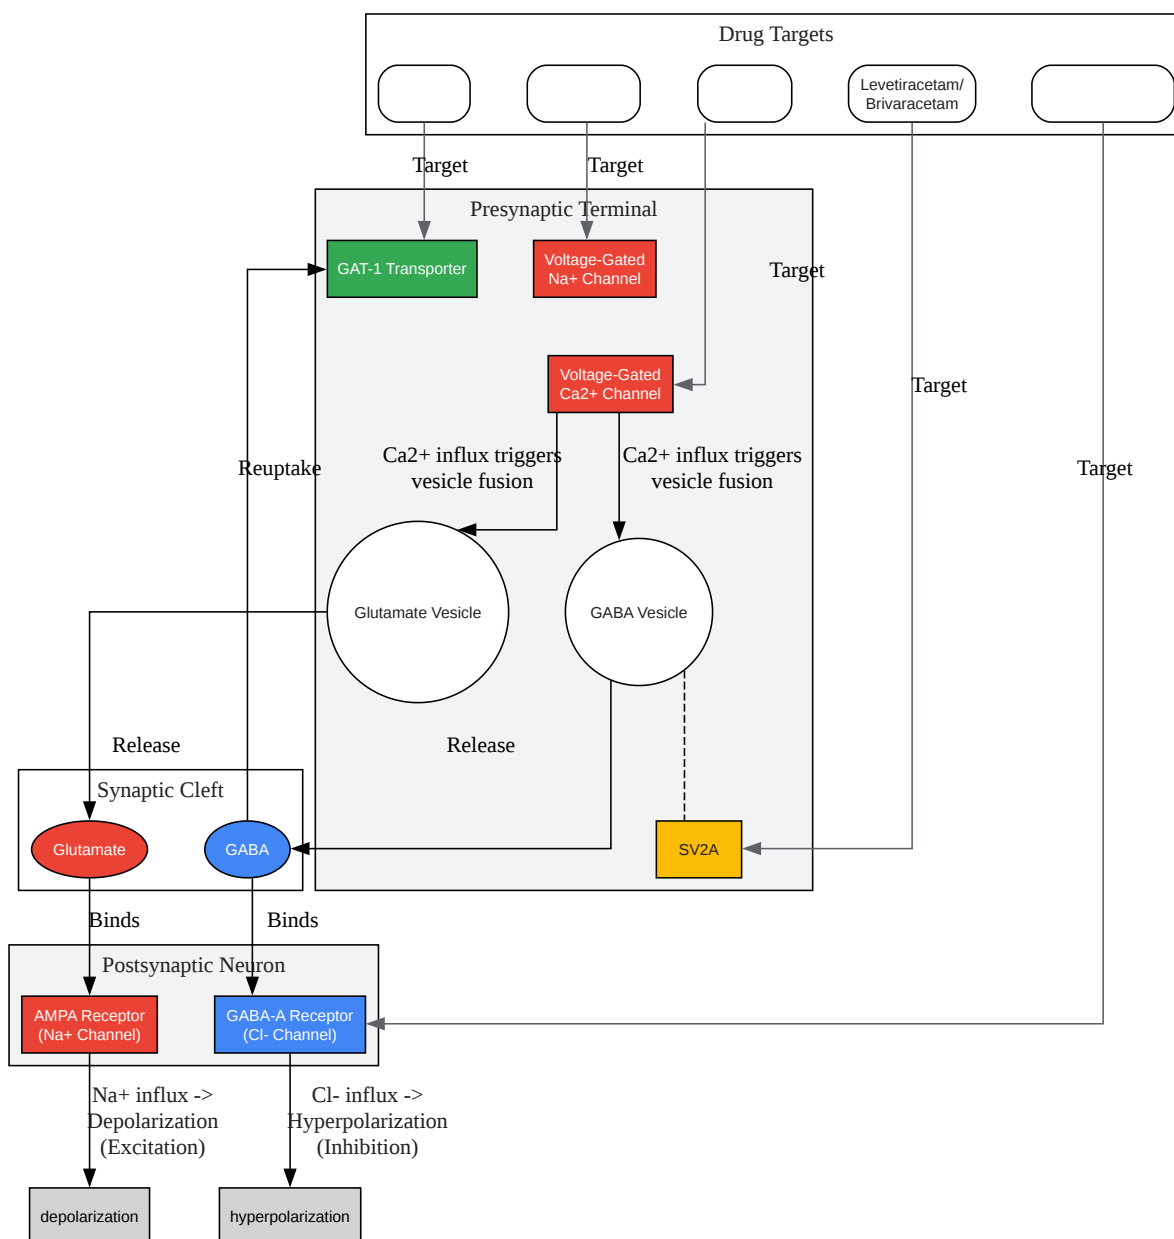 Drug Targets
Levetiracetam/
Brivaracetam
Target
Target
Presynaptic Terminal
GAT-1 Transporter
Voltage-Gated
Na+ Channel
Target
Voltage-Gated
Ca2+ Channel
Target
Ca2+ influx triggers
vesicle fusion
Ca2+ influx triggers
vesicle fusion
Reuptake
Target
Glutamate Vesicle
GABA Vesicle
Release
Release
Synaptic Cleft
Glutamate
GABA
SV2A
Binds
Binds
Postsynaptic Neuron
AMPA Receptor
(Na+ Channel)
GABA-A Receptor
(Cl- Channel)
Na+ influx ->
Depolarization
(Excitation)
Cl- influx ->
Hyperpolarization
(Inhibition)
depolarization
hyperpolarization